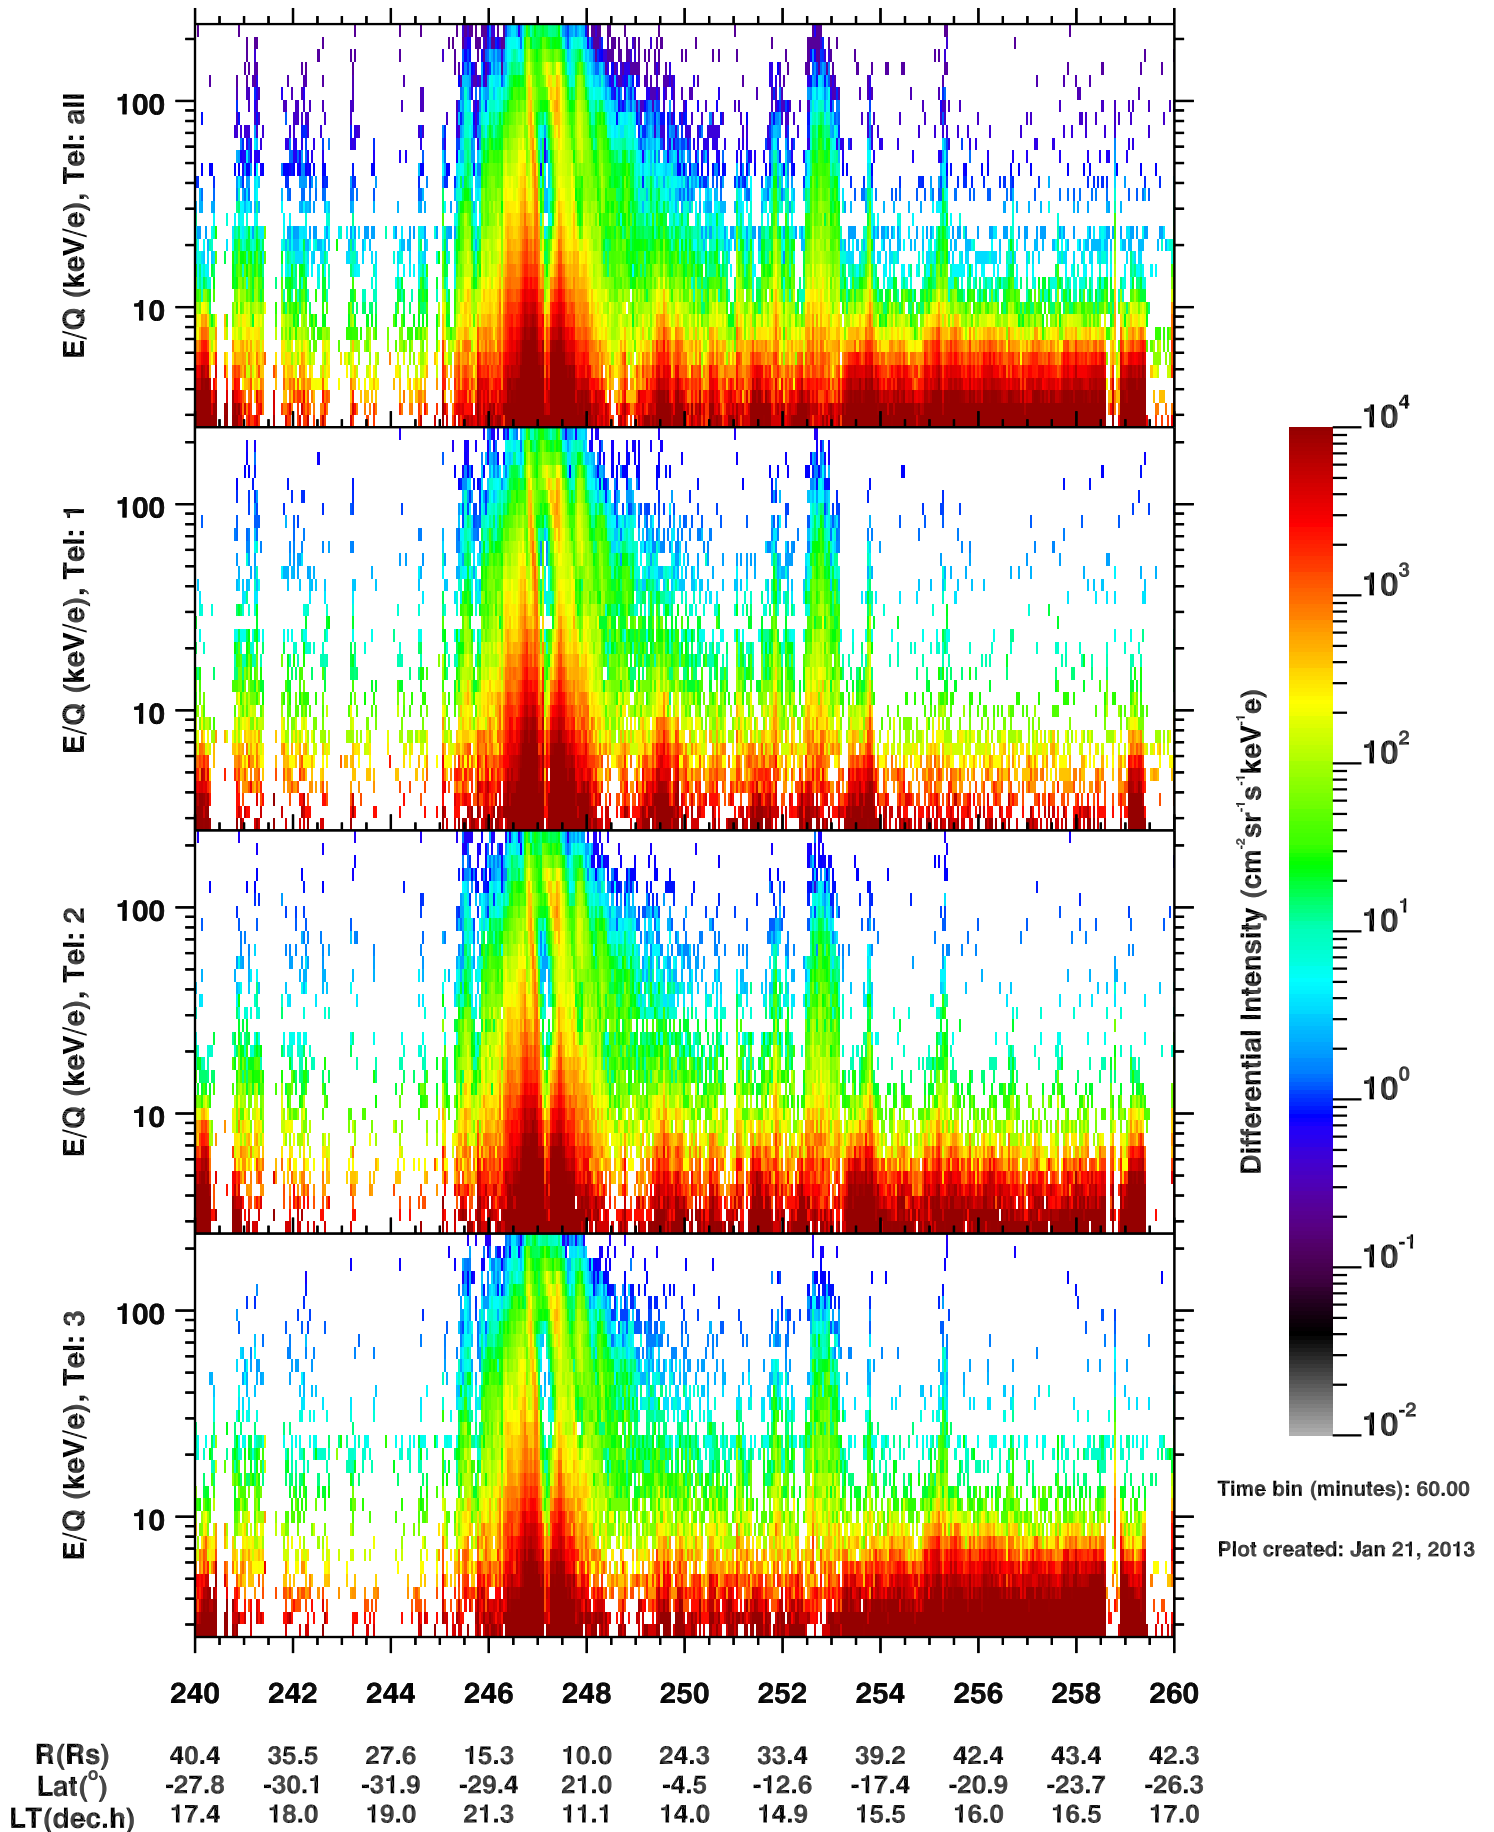 E/Q (keV/e), Tel: all
100
10
E/Q (keV/e), Tel: 1
100
10
E/Q (keV/e), Tel: 2
100
10
E/Q (keV/e), Tel: 3
100
10
10⁴
10³
10²
10¹
10⁰
10⁻¹
10⁻²
Differential Intensity (cm⁻²sr⁻¹s⁻¹keV⁻¹e)
Time bin (minutes): 60.00
Plot created: Jan 21, 2013
240 242 244 246 248 250 252 254 256 258 260
R(Rs) 40.4 35.5 27.6 15.3 10.0 24.3 33.4 39.2 42.4 43.4 42.3
Lat(°) -27.8 -30.1 -31.9 -29.4 21.0 -4.5 -12.6 -17.4 -20.9 -23.7 -26.3
LT(dec.h) 17.4 18.0 19.0 21.3 11.1 14.0 14.9 15.5 16.0 16.5 17.0